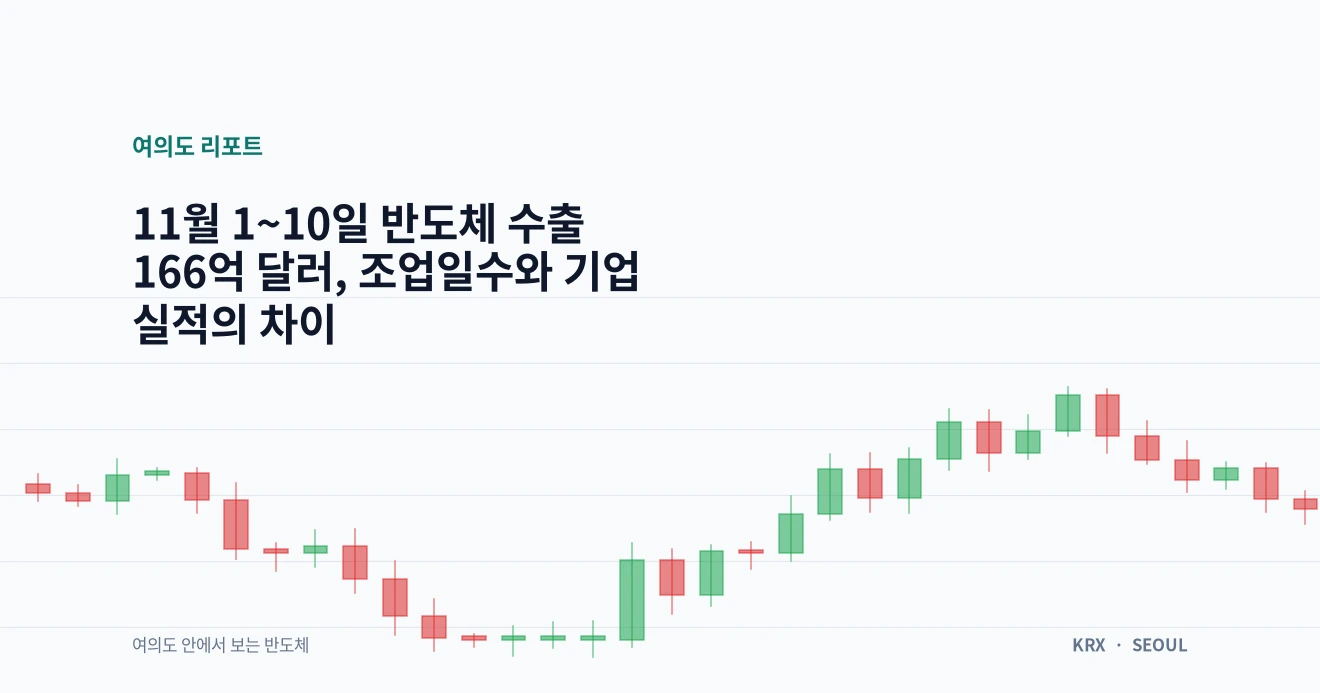 여의도 리포트
11월 1~10일 반도체 수출
166억 달러, 조업일수와 기업
실적의 차이
여의도 안에서 보는 반도체
KRX · SEOUL